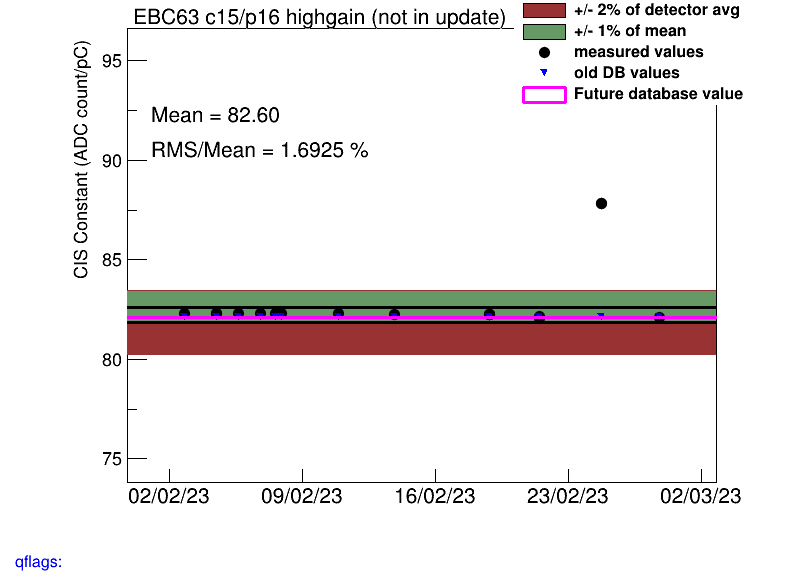 EBC63 c15/p16 highgain (not in update)
+/- 2% of detector avg
+/- 1% of mean
measured values
old DB values
Future database value
CIS Constant (ADC count/pC)
Mean = 82.60
RMS/Mean = 1.6925 %
95
90
85
80
75
02/02/23 09/02/23 16/02/23 23/02/23 02/03/23
qflags: